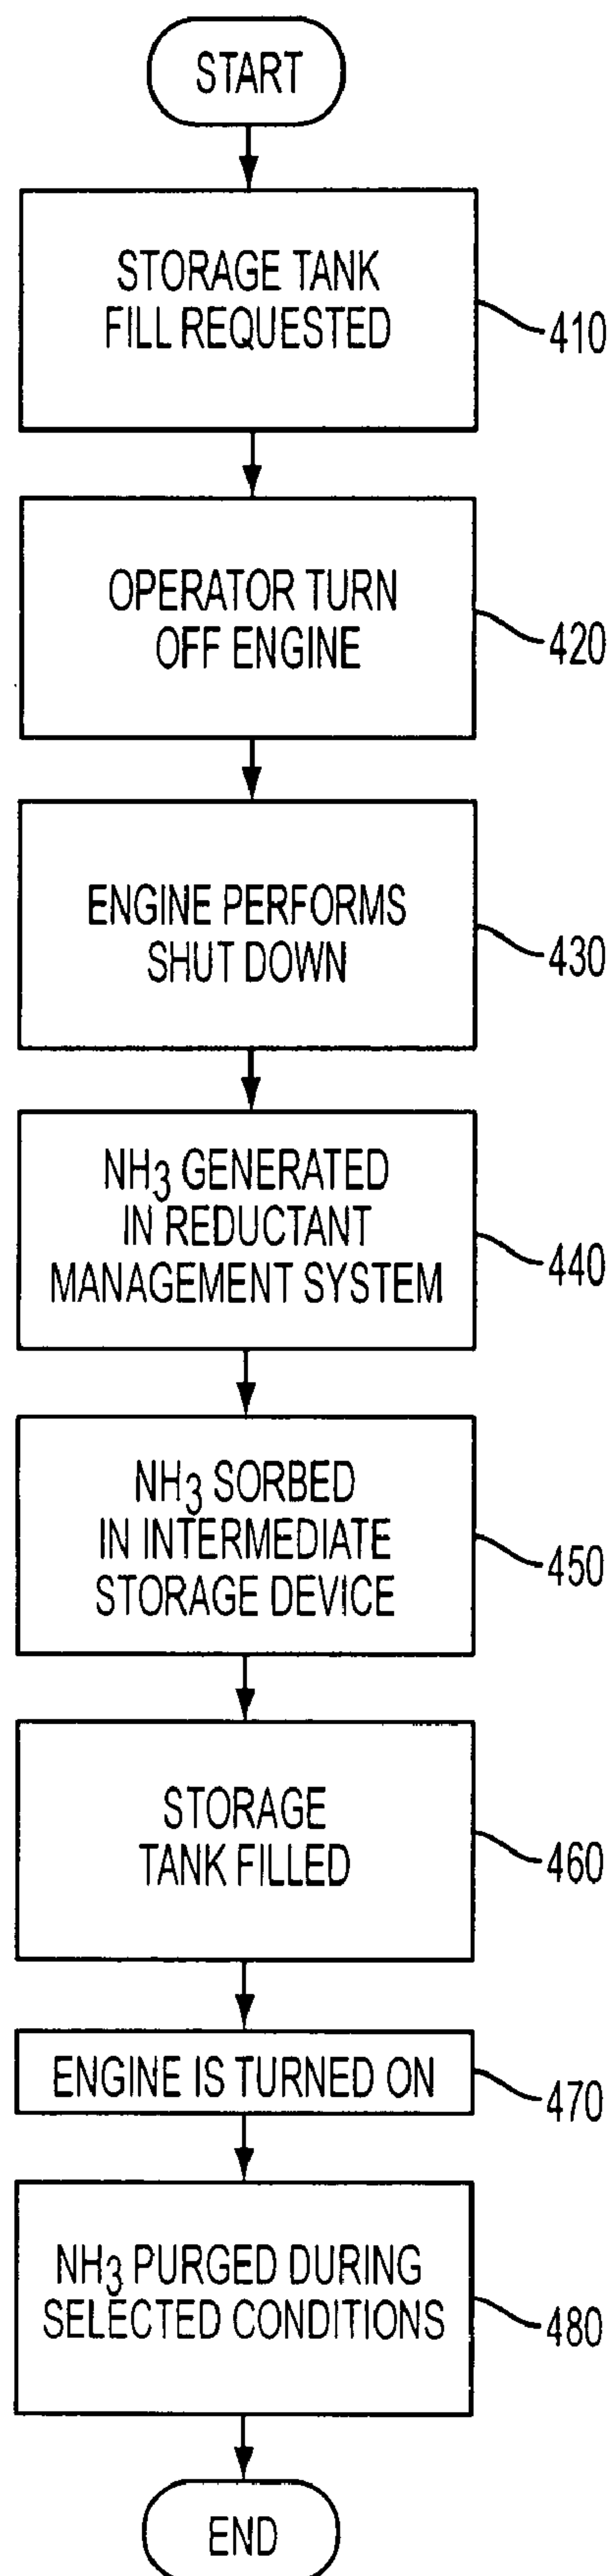 START
STORAGE TANK
FILL REQUESTED
410
OPERATOR TURN
OFF ENGINE
420
ENGINE PERFORMS
SHUT DOWN
430
NH3 GENERATED
IN REDUCTANT
MANAGEMENT SYSTEM
440
NH3 SORBED
IN INTERMEDIATE
STORAGE DEVICE
450
STORAGE
TANK FILLED
460
ENGINE IS TURNED ON
470
NH3 PURGED DURING
SELECTED CONDITIONS
480
END